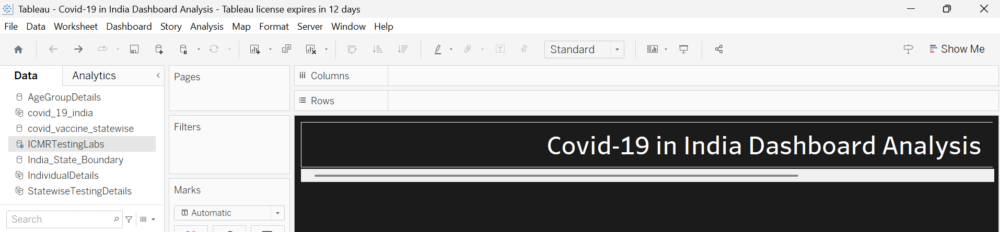 Tableau - Covid-19 in India Dashboard Analysis - Tableau license expires in 12 days
File Data Worksheet Dashboard Story Analysis Map Format Server Window Help
Standard
Show Me
Data Analytics
Pages
Columns
AgeGroupDetails
Rows
covid_19_india
covid_vaccine_statewise
Filters
ICMRTestingLabs
Covid-19 in India Dashboard Analysis
India_State_Boundary
IndividualDetails
StatewiseTestingDetails
Marks
Automatic
Search